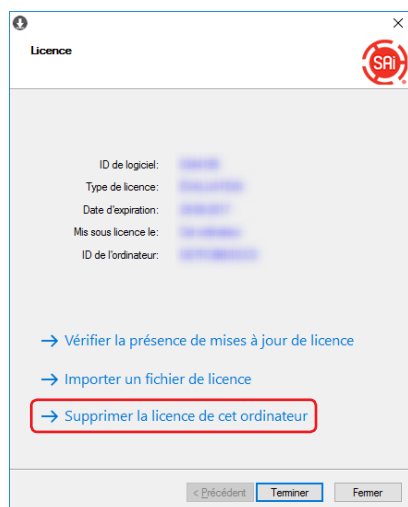 Licence
SAi
ID de logiciel:
Type de licence:
Date d'expiration:
Mis sous licence le:
ID de l'ordinateur:
→ Vérifier la présence de mises à jour de licence
→ Importer un fichier de licence
→ Supprimer la licence de cet ordinateur
< Précédent Terminer Fermer